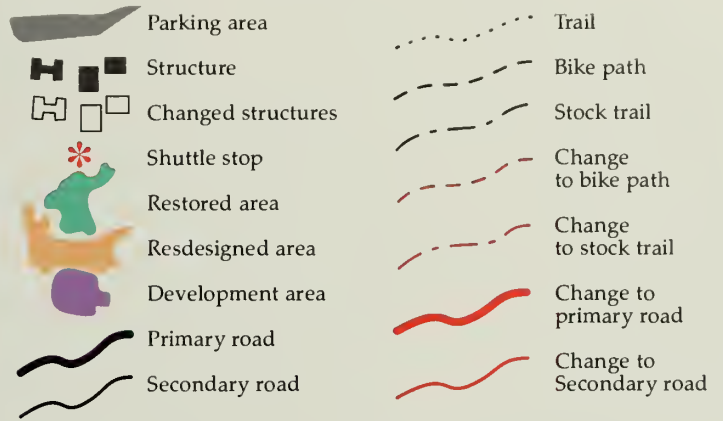 Parking area
Structure
Changed structures
Shuttle stop
Restored area
Resdesigned area
Development area
Primary road
Secondary road
Trail
Bike path
Stock trail
Change
to bike path
Change
to stock trail
Change to
primary road
Change to
Secondary road